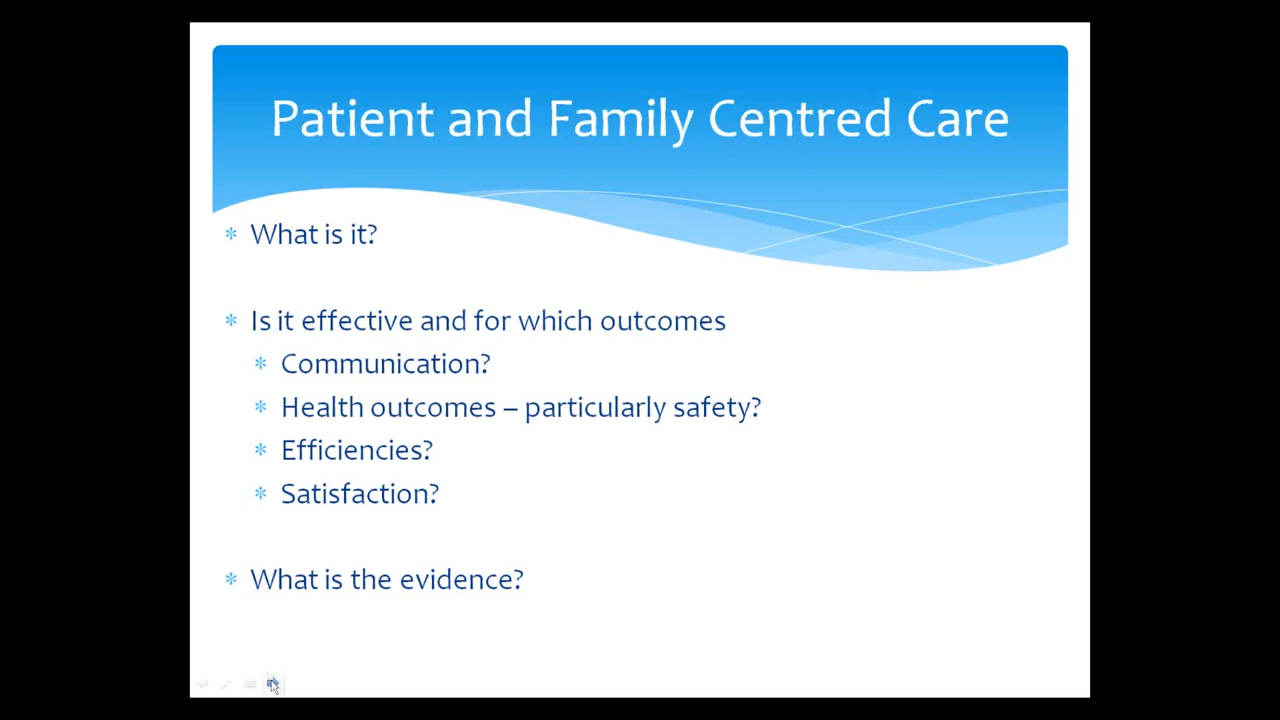 Patient and Family Centred Care
* What is it?
* Is it effective and for which outcomes
* Communication?
* Health outcomes – particularly safety?
* Efficiencies?
* Satisfaction?
* What is the evidence?